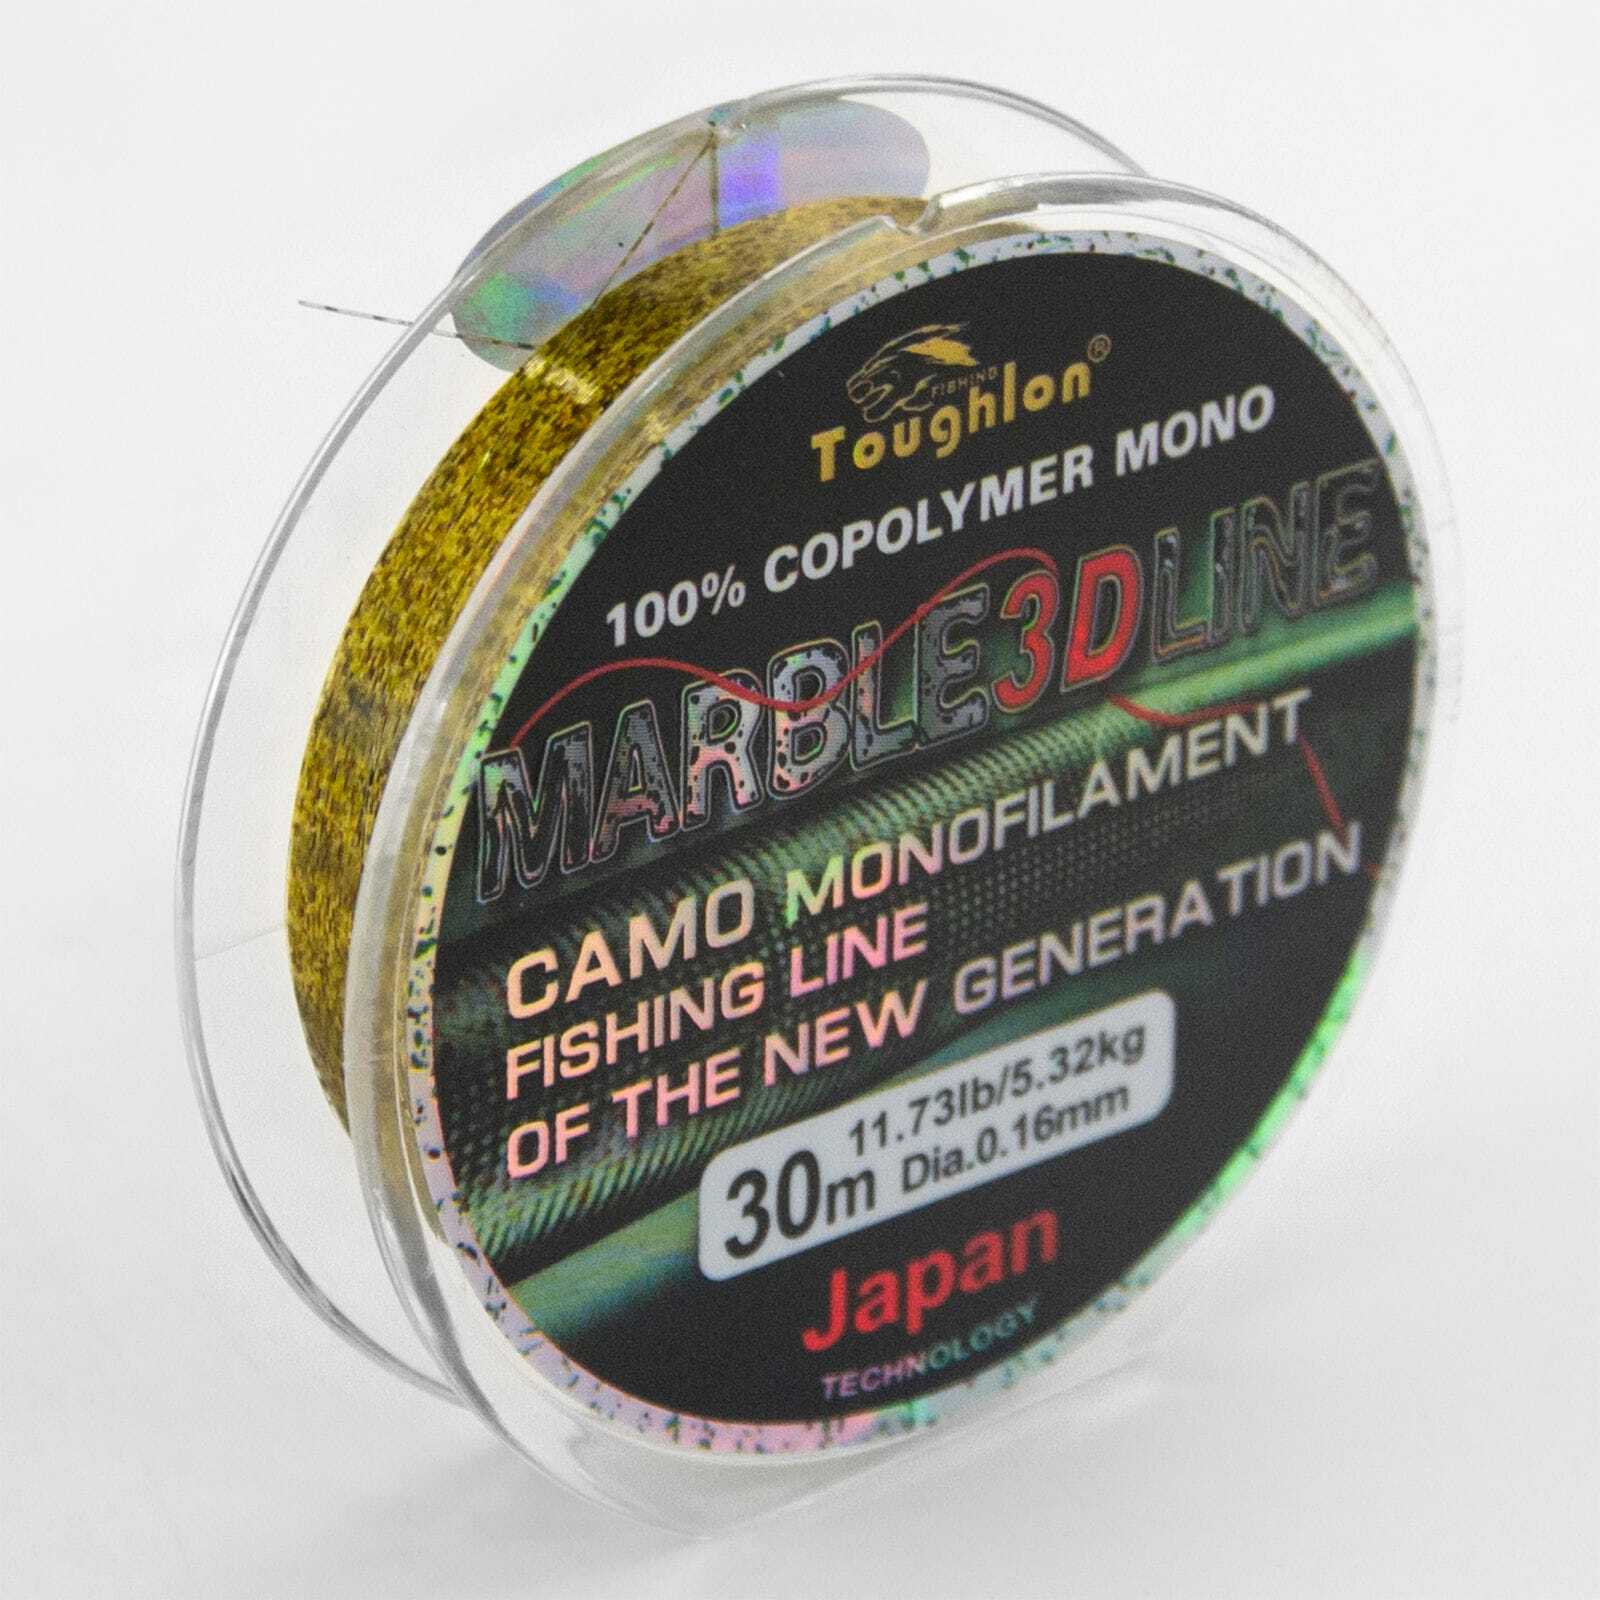 FISHING
Toughlon®
100% COPOLYMER MONO
MARBLE3DLINE
CAMO MONOFILAMENT
FISHING LINE
OF THE NEW GENERATION
11.73lb/5.32kg
30m Dia.0.16mm
Japan
TECHNOLOGY